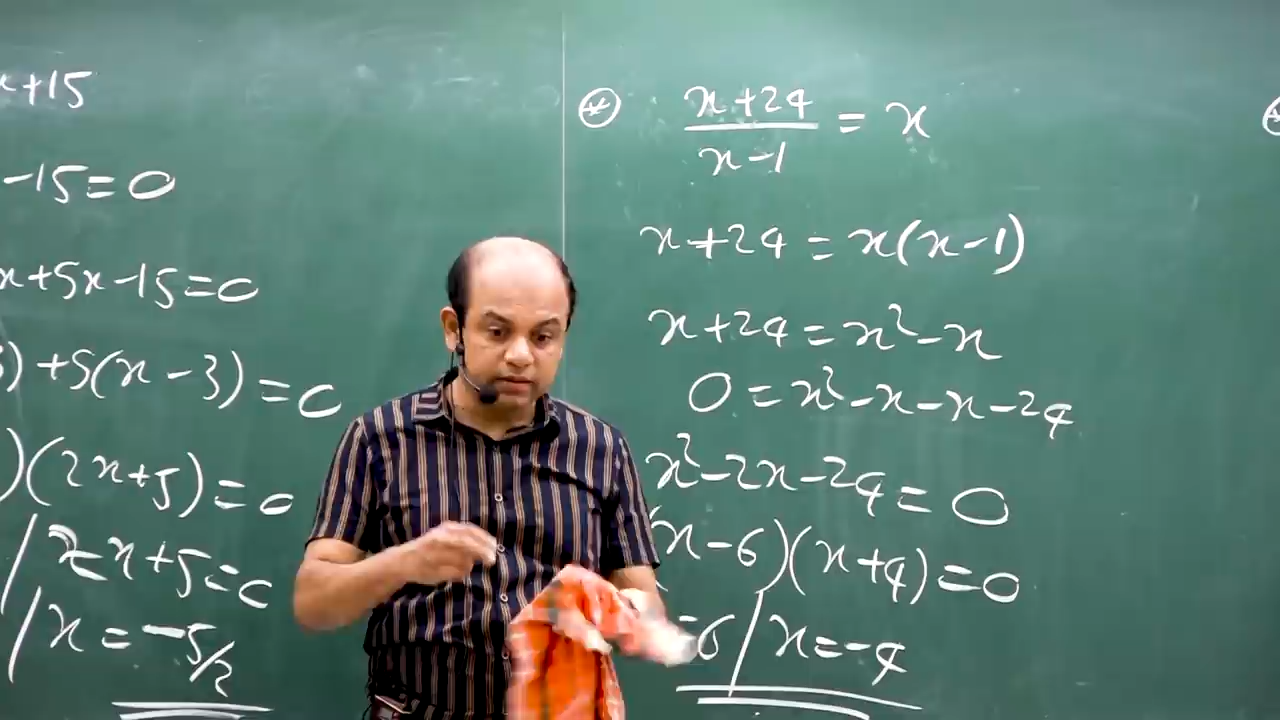 x+15
-15=0
x+5x-15=0
)+5(x-3)=0
)(2x+5)=0
/2x+5=0
/x=-5/2
* x+24/x-1 = x
x+24=x(x-1)
x+24=x²-x
0=x²-x-x-24
x²-2x-24=0
(x-6)(x+4)=0
=6/x=-4